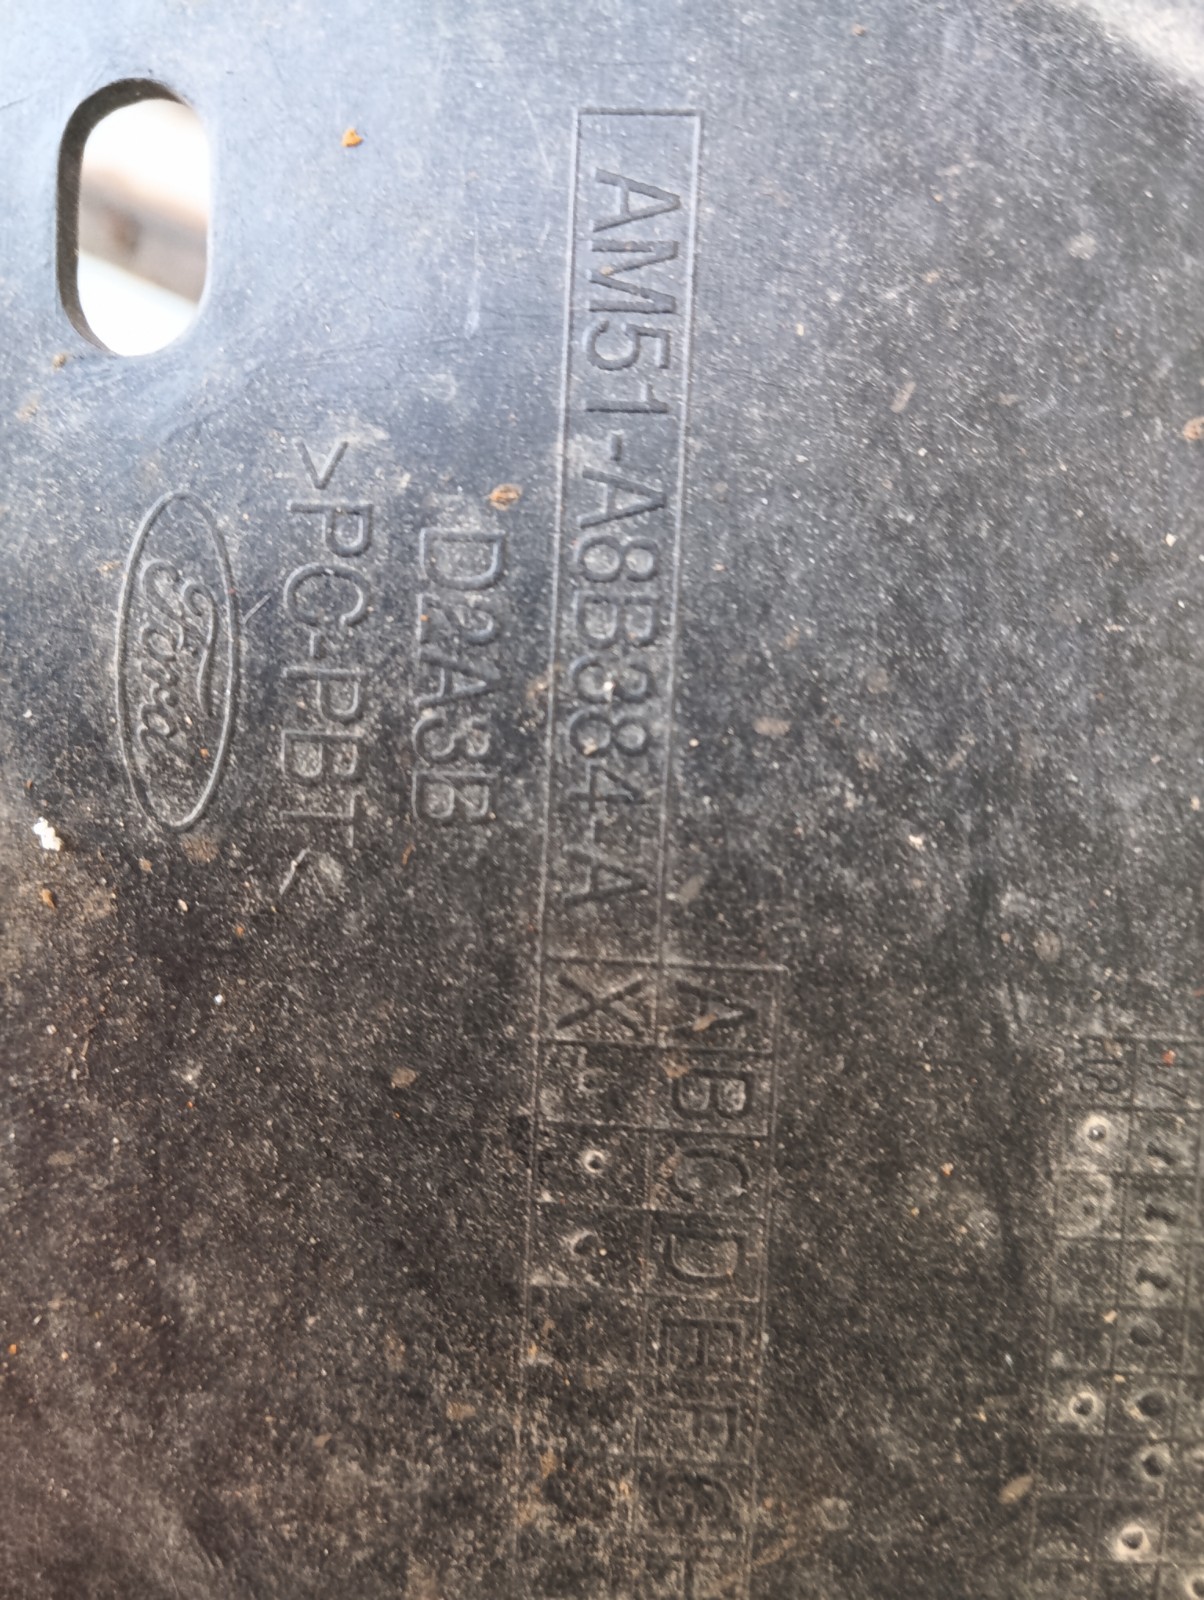 AM51-A8B384-A
X
A B C D E F G
D2A3B
>PC-PBT<
Ford